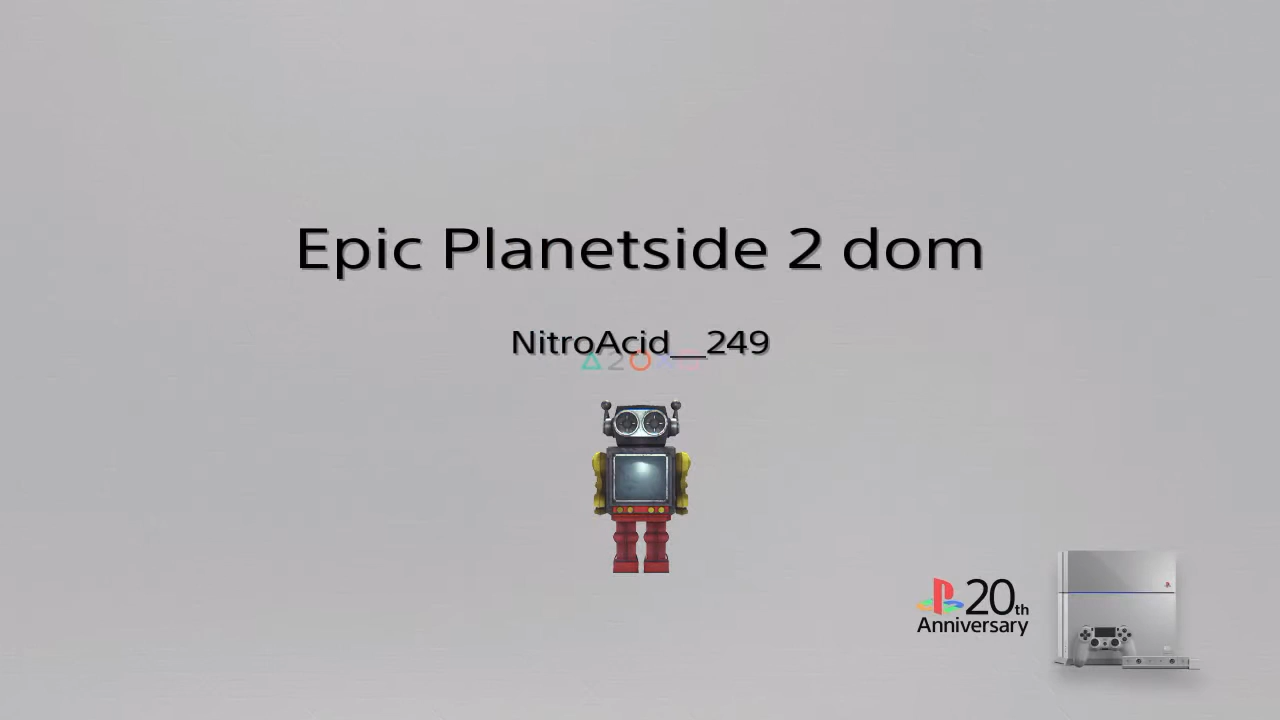 Epic Planetside 2 dom
NitroAcid__249
20th
Anniversary